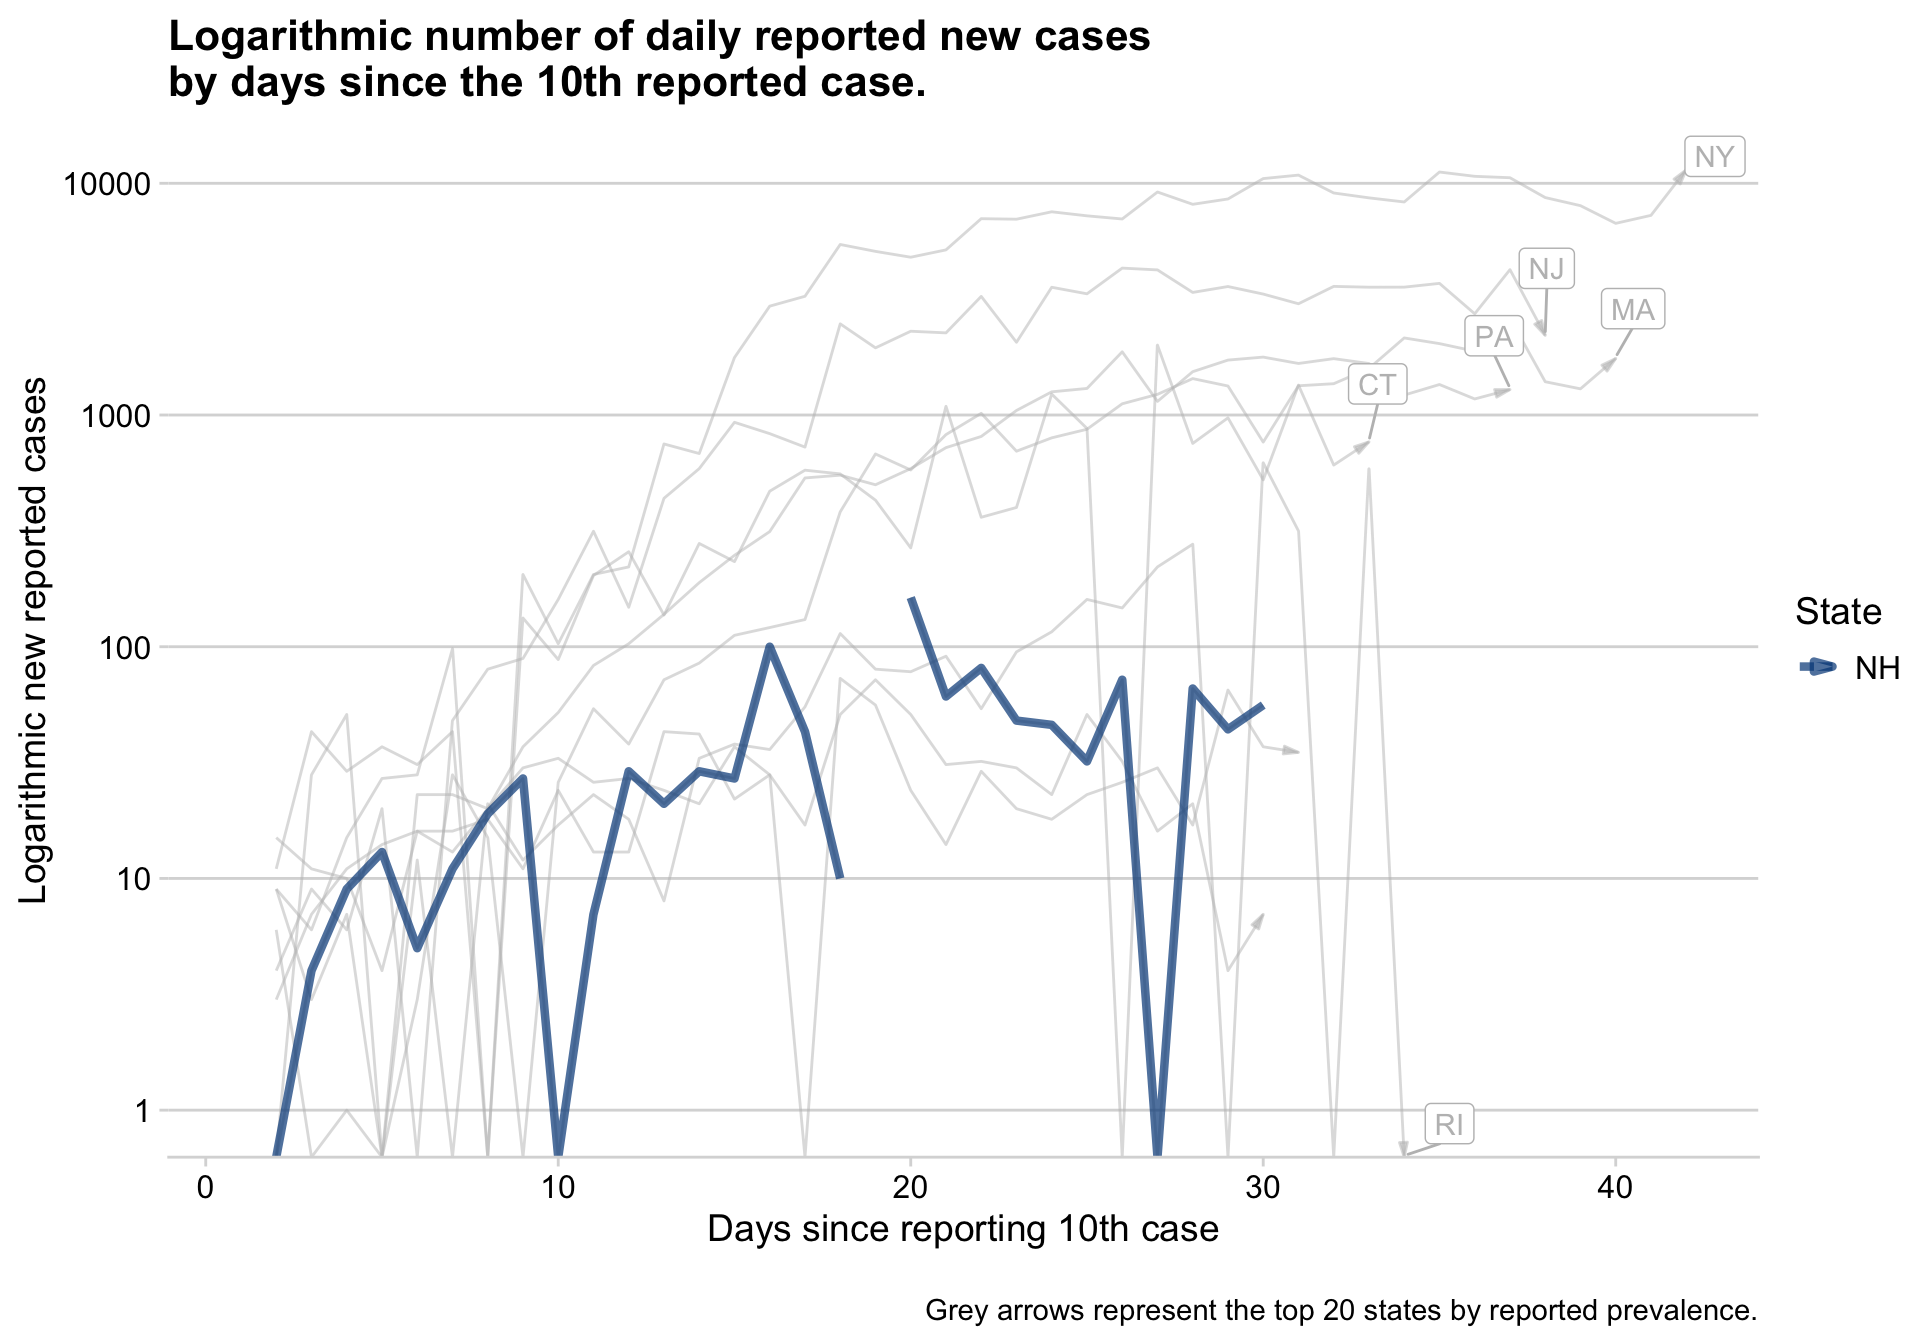 Logarithmic number of daily reported new cases
by days since the 10th reported case.
Logarithmic new reported cases
10000
1000
100
10
1
NY
NJ
MA
PA
CT
RI
State
NH
0
10
20
30
40
Days since reporting 10th case
Grey arrows represent the top 20 states by reported prevalence.